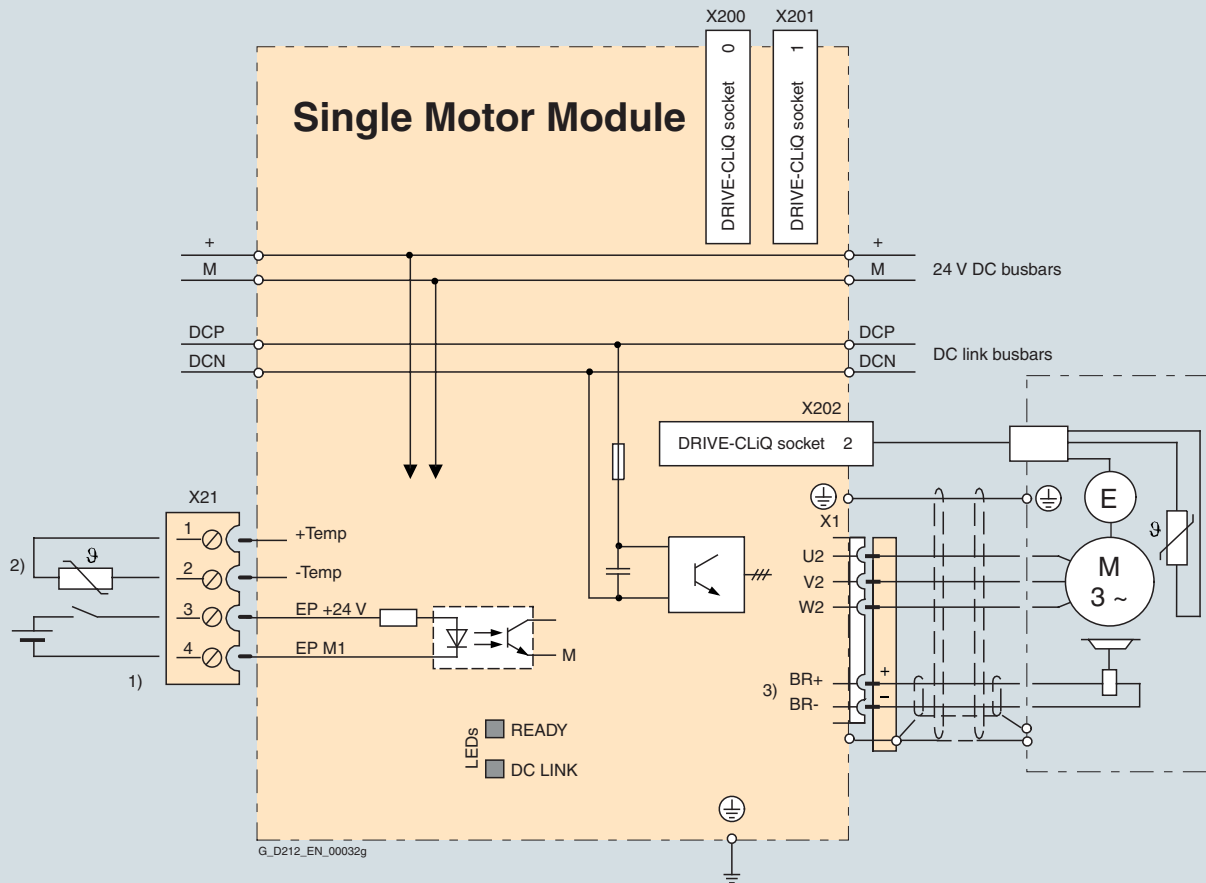 X200
X201
DRIVE-CLiQ socket 0
DRIVE-CLiQ socket 1
Single Motor Module
+
+
M
M
24 V DC busbars
DCP
DCP
DCN
DCN
DC link busbars
X202
DRIVE-CLiQ socket 2
X21
X1
E
ϑ
1
+Temp
2)
ϑ
2
-Temp
U2
V2
W2
M
3 ~
3
EP +24 V
4
EP M1
M
1)
3)
BR+
+
BR-
–
LEDs
READY
DC LINK
G_D212_EN_00032g